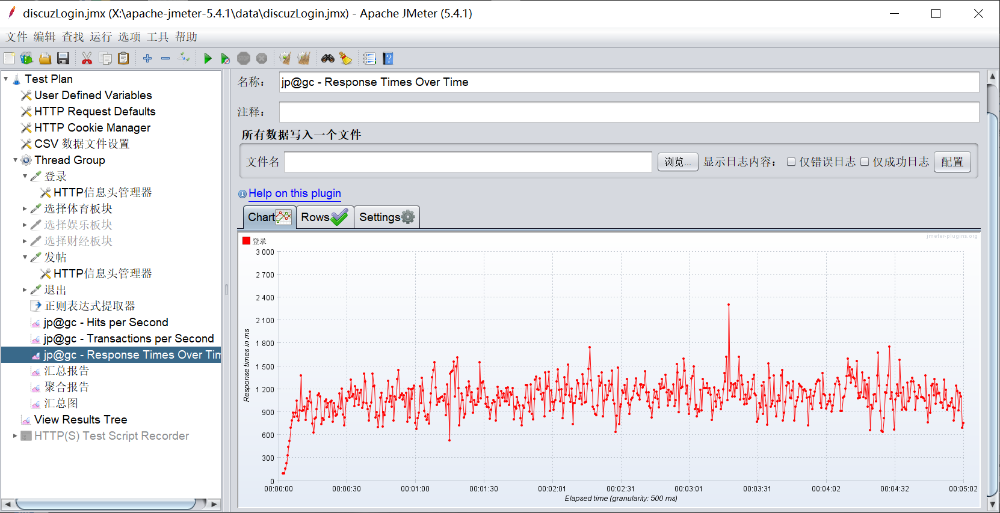 discuzLogin.jmx (X:\apache-jmeter-5.4.1\data\discuzLogin.jmx) - Apache JMeter (5.4.1)
文件 编辑 查找 运行 选项 工具 帮助
STOP
Test Plan
User Defined Variables
HTTP Request Defaults
HTTP Cookie Manager
CSV 数据文件设置
Thread Group
登录
HTTP信息头管理器
选择体育板块
选择娱乐板块
选择财经板块
发帖
HTTP信息头管理器
退出
正则表达式提取器
jp@gc - Hits per Second
jp@gc - Transactions per Second
jp@gc - Response Times Over Tim
汇总报告
聚合报告
汇总图
View Results Tree
HTTP(S) Test Script Recorder
名称： jp@gc - Response Times Over Time
注释：
所有数据写入一个文件
文件名 浏览... 显示日志内容： 仅错误日志 仅成功日志 配置
Help on this plugin
Chart Rows Settings
登录
jmeter-plugins.org
3 000
2 700
2 400
2 100
1 800
1 500
1 200
900
600
300
0
Response times in ms
00:00:00 00:00:30 00:01:00 00:01:30 00:02:01 00:02:31 00:03:01 00:03:31 00:04:02 00:04:32 00:05:02
Elapsed time (granularity: 500 ms)